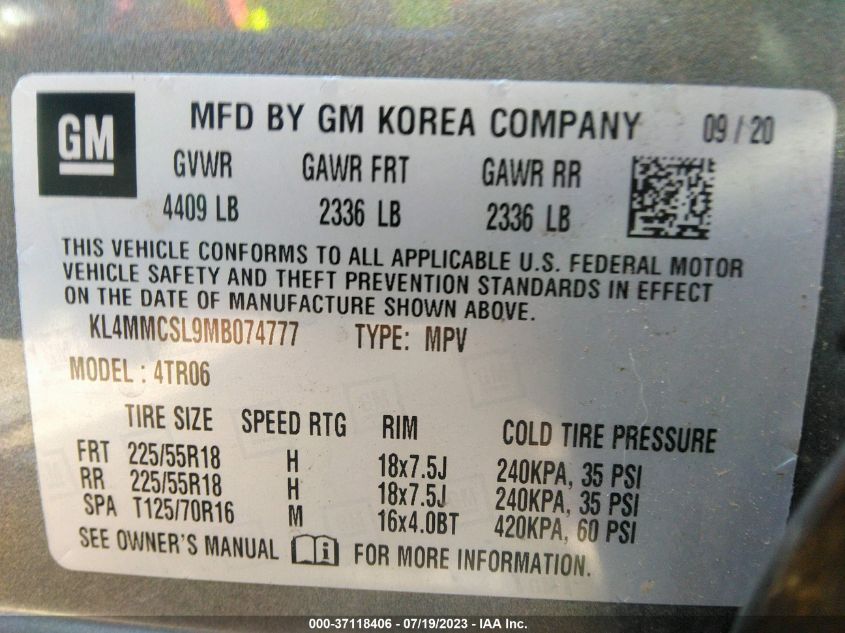 GM MFD BY GM KOREA COMPANY 09 / 20
GVWR GAWR FRT GAWR RR
4409 LB 2336 LB 2336 LB
THIS VEHICLE CONFORMS TO ALL APPLICABLE U.S. FEDERAL MOTOR
VEHICLE SAFETY AND THEFT PREVENTION STANDARDS IN EFFECT
ON THE DATE OF MANUFACTURE SHOWN ABOVE.
KL4MMCSL9MB074777 TYPE: MPV
MODEL : 4TR06
TIRE SIZE SPEED RTG RIM COLD TIRE PRESSURE
FRT 225/55R18 H 18x7.5J 240KPA, 35 PSI
RR 225/55R18 H 18x7.5J 240KPA, 35 PSI
SPA T125/70R16 M 16x4.0BT 420KPA, 60 PSI
SEE OWNER'S MANUAL FOR MORE INFORMATION.
000-37118406 - 07/19/2023 - IAA Inc.